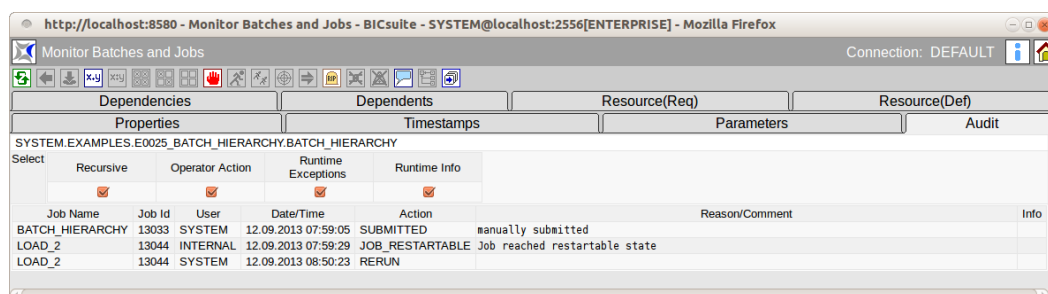 http://localhost:8580 - Monitor Batches and Jobs - BICsuite - SYSTEM@localhost:2556[ENTERPRISE] - Mozilla Firefox
Monitor Batches and Jobs Connection: DEFAULT
x,y x:y RIP
Dependencies Dependents Resource(Req) Resource(Def)
Properties Timestamps Parameters Audit
SYSTEM.EXAMPLES.E0025_BATCH_HIERARCHY.BATCH_HIERARCHY
Select Recursive Operator Action Runtime Exceptions Runtime Info
Job Name Job Id User Date/Time Action Reason/Comment Info
BATCH_HIERARCHY 13033 SYSTEM 12.09.2013 07:59:05 SUBMITTED manually submitted
LOAD_2 13044 INTERNAL 12.09.2013 07:59:29 JOB_RESTARTABLE Job reached restartable state
LOAD_2 13044 SYSTEM 12.09.2013 08:50:23 RERUN